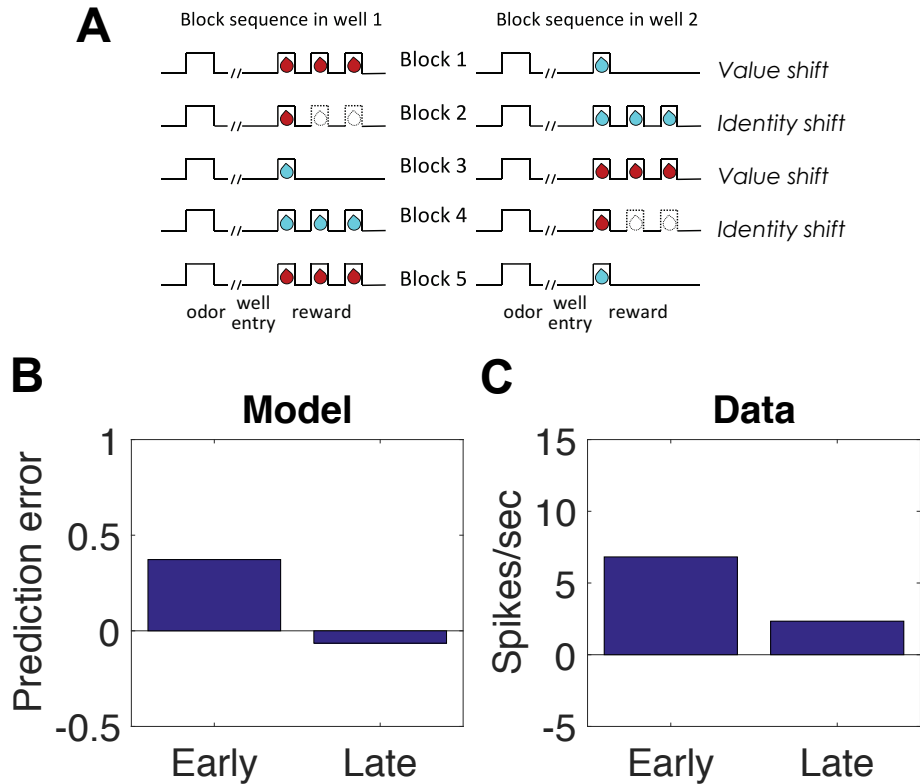 A
Block sequence in well 1
Block sequence in well 2
Block 1
Value shift
Block 2
Identity shift
Block 3
Value shift
Block 4
Identity shift
Block 5
odor
well
entry
reward
odor
well
entry
reward
B
Model
Prediction error
1
0.5
0
-0.5
Early
Late
C
Data
Spikes/sec
15
10
5
0
-5
Early
Late